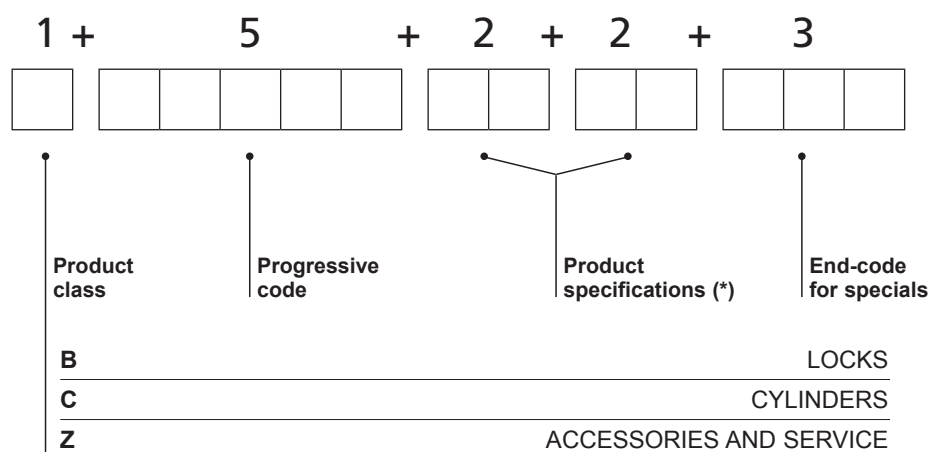 1 + 5 + 2 + 2 + 3
Product class
Progressive code
Product specifications (*)
End-code for specials
B LOCKS
C CYLINDERS
Z ACCESSORIES AND SERVICE